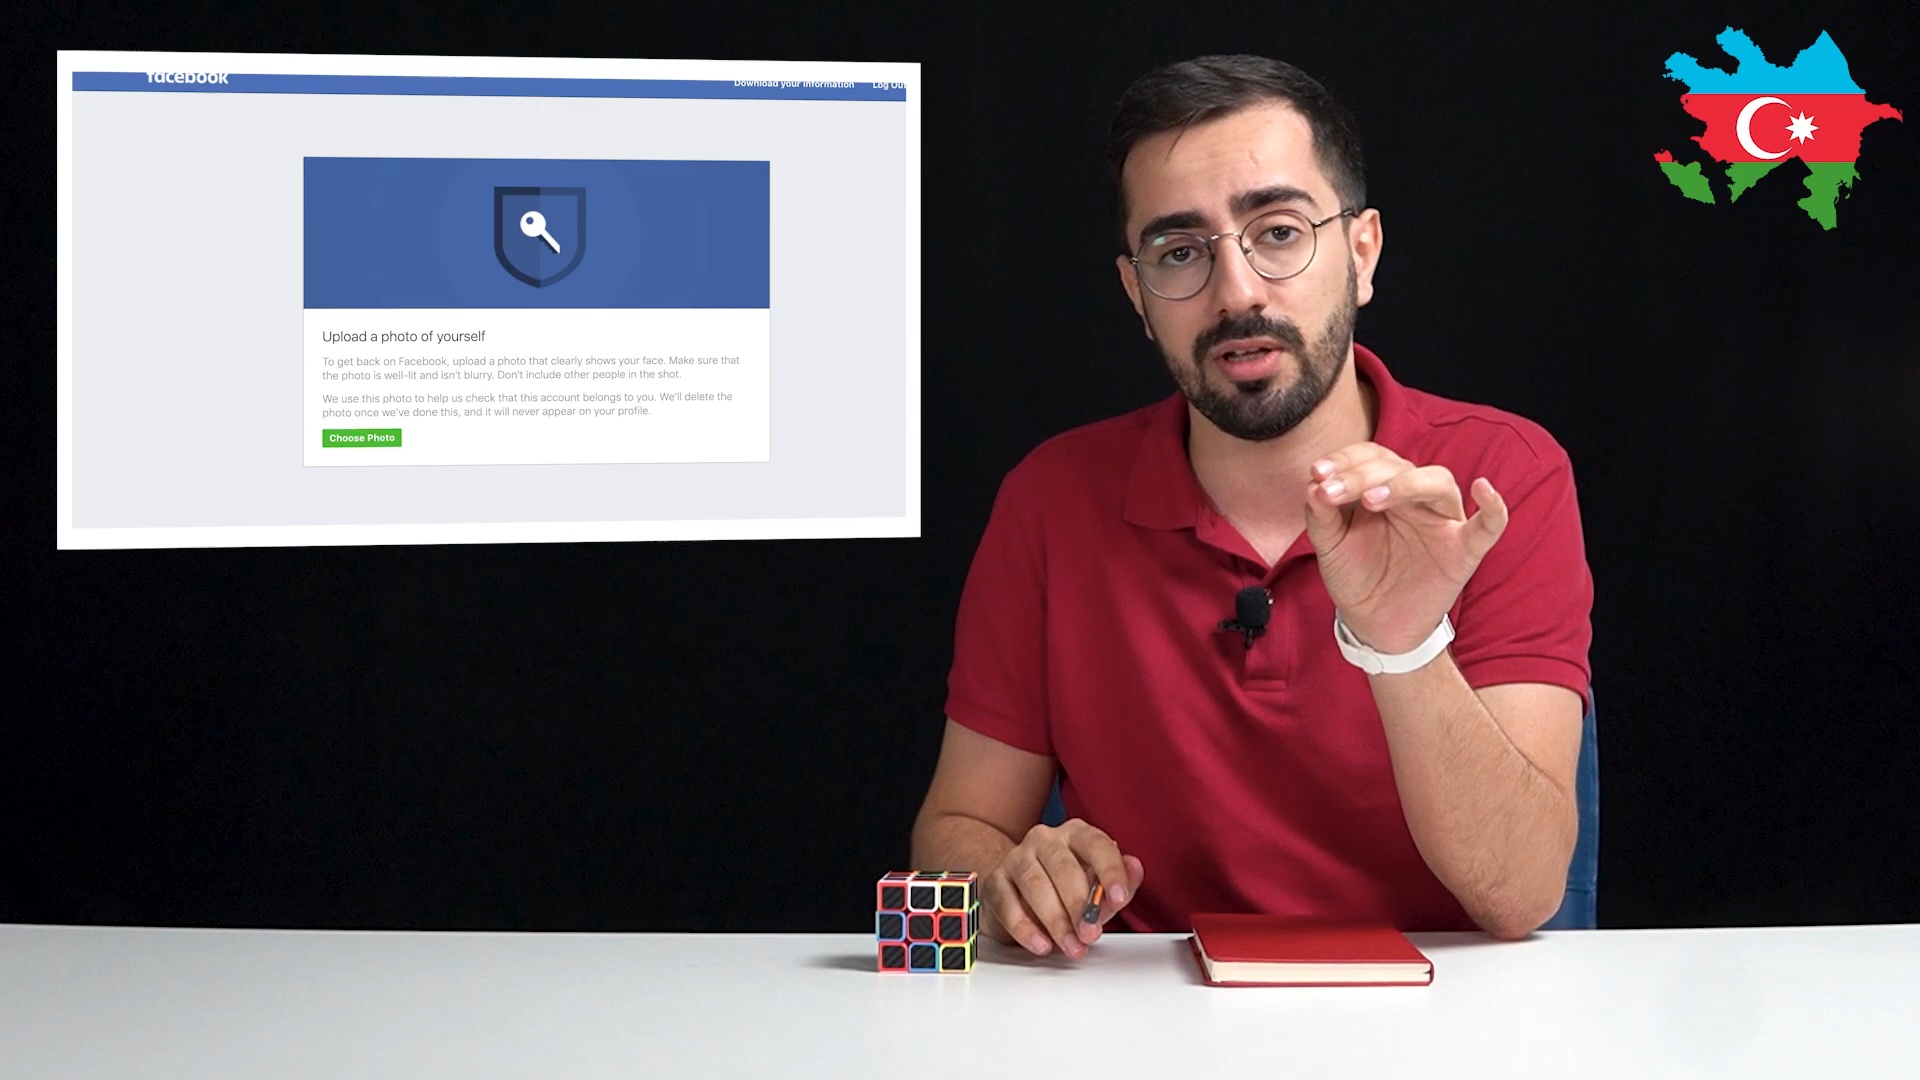 facebook
Download your information Log Out
Upload a photo of yourself
To get back on Facebook, upload a photo that clearly shows your face. Make sure that
the photo is well-lit and isn't blurry. Don't include other people in the shot.
We use this photo to help us check that this account belongs to you. We'll delete the
photo once we've done this, and it will never appear on your profile.
Choose Photo